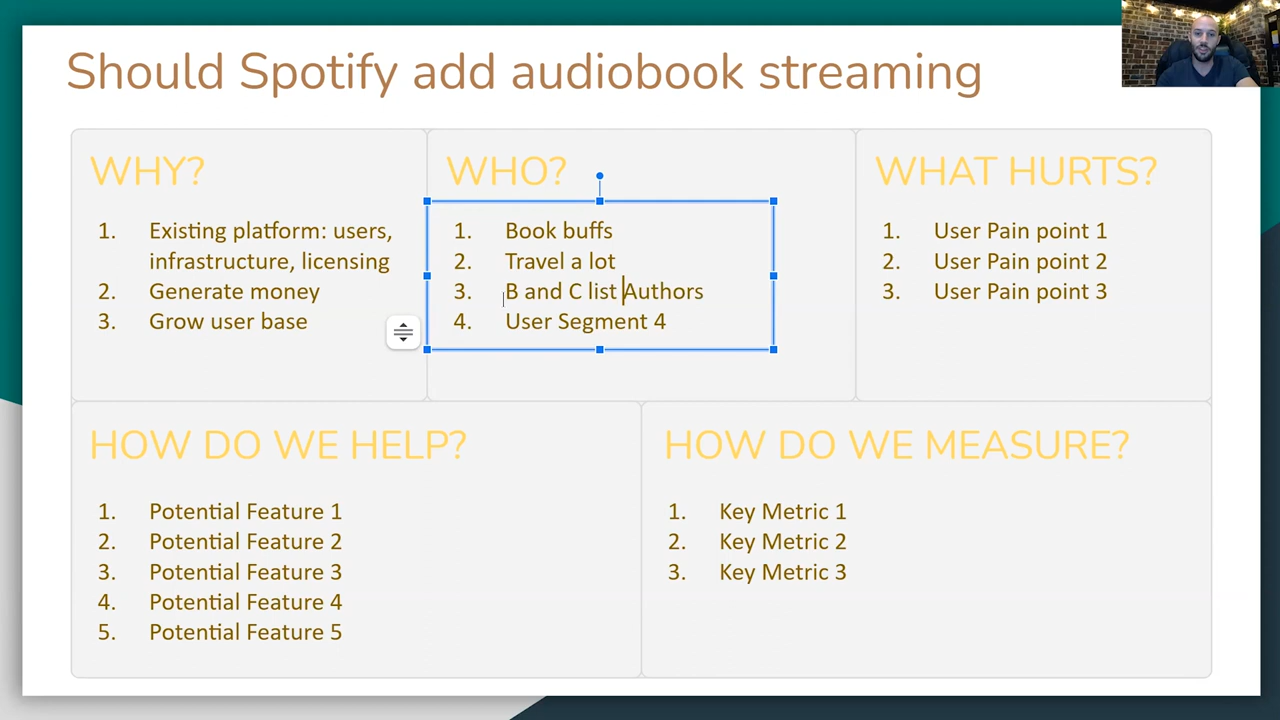 Should Spotify add audiobook streaming
WHY?
1. Existing platform: users,
infrastructure, licensing
2. Generate money
3. Grow user base
WHO?
1. Book buffs
2. Travel a lot
3. B and C list Authors
4. User Segment 4
WHAT HURTS?
1. User Pain point 1
2. User Pain point 2
3. User Pain point 3
HOW DO WE HELP?
1. Potential Feature 1
2. Potential Feature 2
3. Potential Feature 3
4. Potential Feature 4
5. Potential Feature 5
HOW DO WE MEASURE?
1. Key Metric 1
2. Key Metric 2
3. Key Metric 3